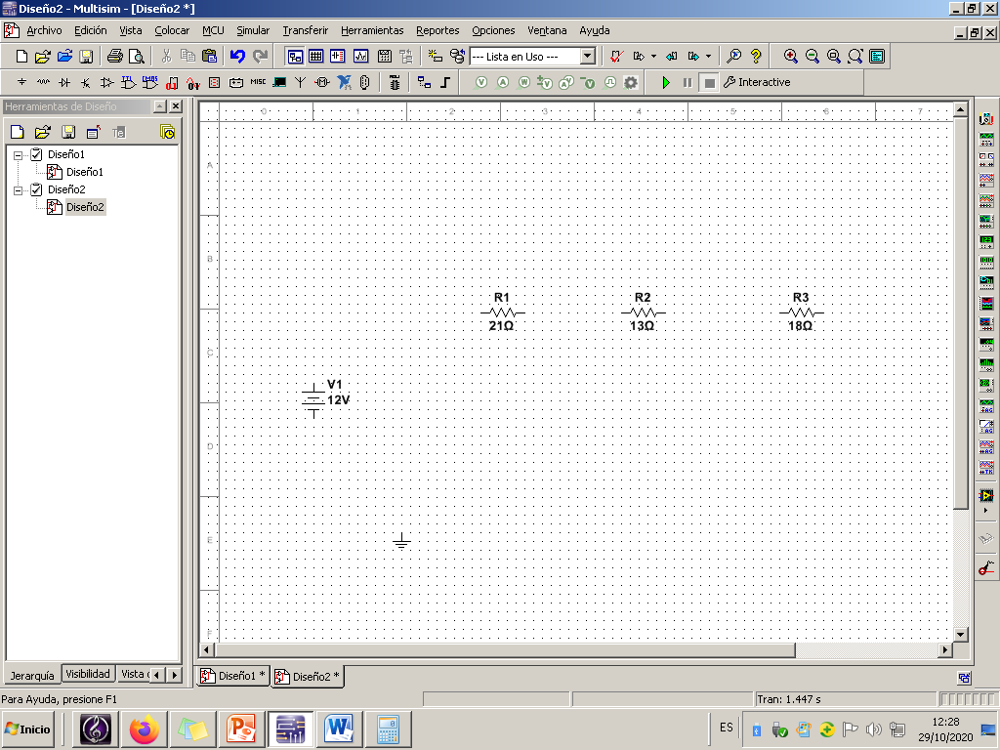 Diseño2 - Multisim - [Diseño2 *]
Archivo Edición Vista Colocar MCU Simular Transferir Herramientas Reportes Opciones Ventana Ayuda
--- Lista en Uso ---
MISC
Interactive
Herramientas de Diseño
Diseño1
Diseño1
Diseño2
Diseño2
0 1 2 3 4 5 6 7
A
B
C
D
E
F
R1
21Ω
R2
13Ω
R3
18Ω
V1
12V
Jerarquía Visibilidad Vista
Diseño1 * Diseño2 *
Para Ayuda, presione F1
Tran: 1.447 s
Inicio
ES
12:28
29/10/2020